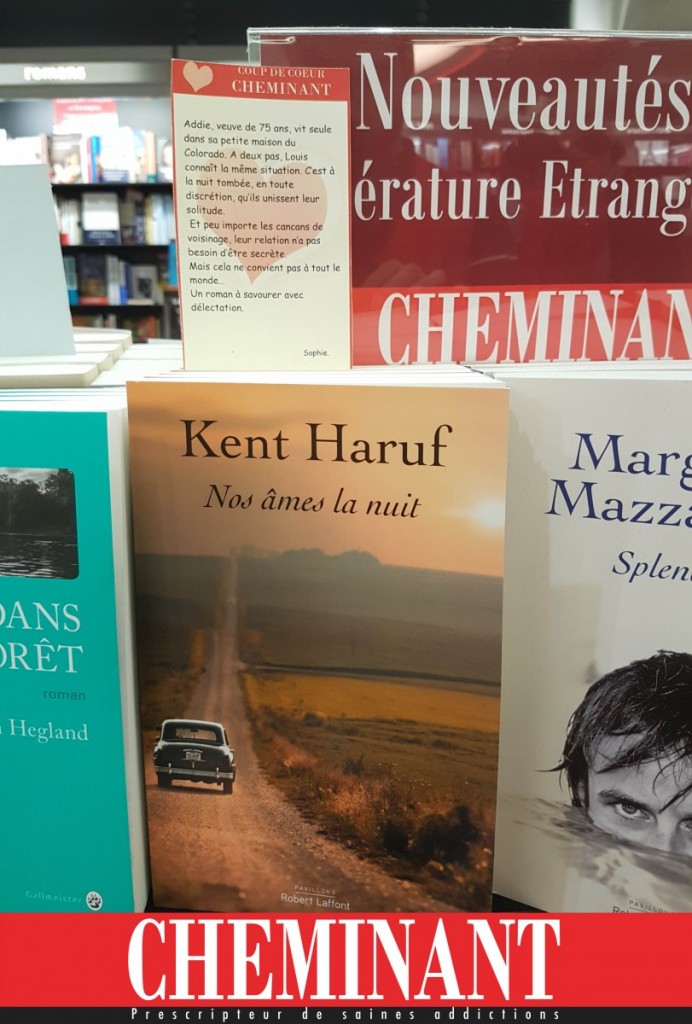 romans
COUP DE COEUR
CHEMINANT
Addie, veuve de 75 ans, vit seule
dans sa petite maison du
Colorado. A deux pas, Louis
connaît la même situation. C'est à
la nuit tombée, en toute
discrétion, qu'ils unissent leur
solitude.
Et peu importe les cancans de
voisinage, leur relation n'a pas
besoin d'être secrète.
Mais cela ne convient pas à tout le
monde...
Un roman à savourer avec
délectation.
Sophie.
Nouveautés
érature Etrang
CHEMINAN
DANS
ORÊT
roman
Hegland
Gallmeister
Kent Haruf
Nos âmes la nuit
PAVILLONS
Robert Laffont
Marg
Mazza
Splen
PAVILLONS
CHEMINANT
Prescripteur de saines addictions